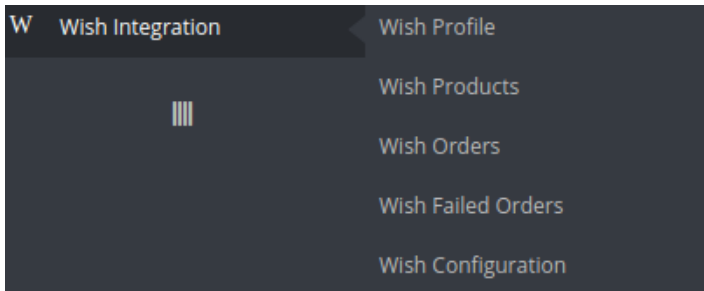 W Wish Integration
Wish Profile
Wish Products
Wish Orders
Wish Failed Orders
Wish Configuration